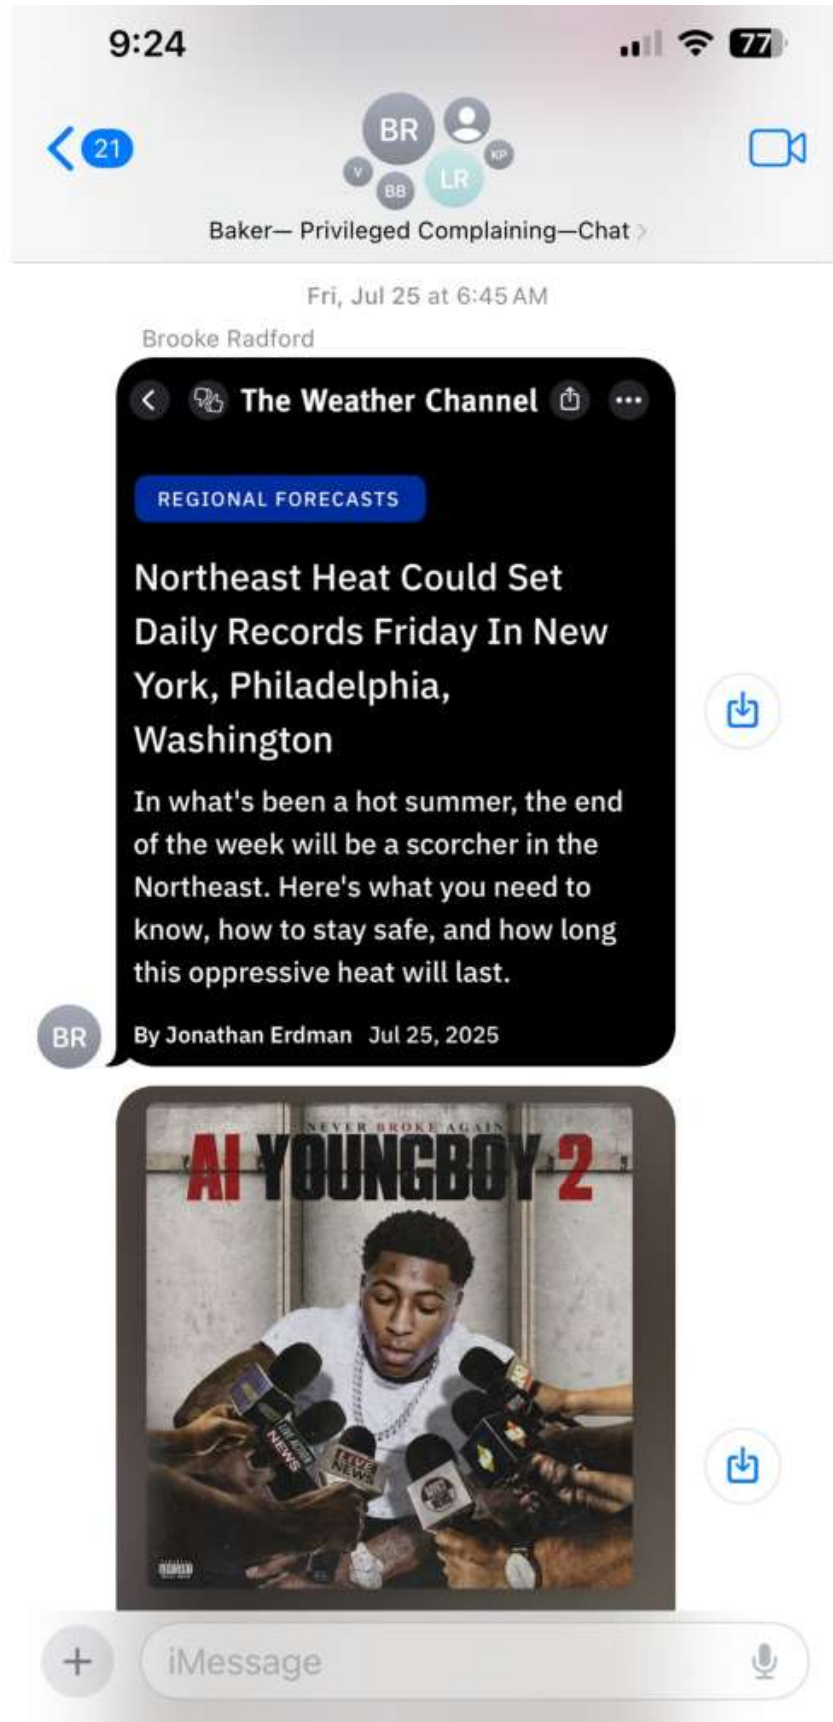 9:24
77
21
BR
V
BB
LR
KP
Baker— Privileged Complaining—Chat
Fri, Jul 25 at 6:45 AM
Brooke Radford
The Weather Channel
REGIONAL FORECASTS
Northeast Heat Could Set
Daily Records Friday In New
York, Philadelphia,
Washington
In what's been a hot summer, the end
of the week will be a scorcher in the
Northeast. Here's what you need to
know, how to stay safe, and how long
this oppressive heat will last.
By Jonathan Erdman Jul 25, 2025
BR
NEVER BROKE AGAIN
AI YOUNGBOY 2
NEWS
LIVE
NEWS
iMessage